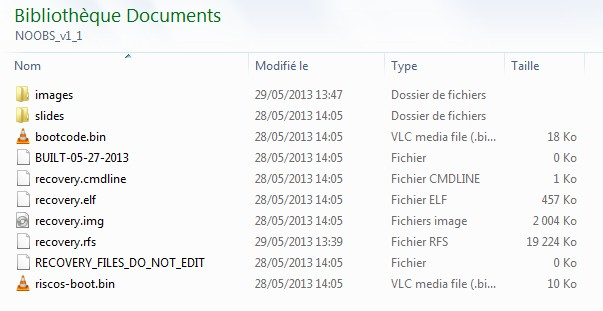 Bibliothèque Documents
NOOBS_v1_1
Nom Modifié le Type Taille
images 29/05/2013 13:47 Dossier de fichiers
slides 28/05/2013 14:05 Dossier de fichiers
bootcode.bin 28/05/2013 14:05 VLC media file (.bi... 18 Ko
BUILT-05-27-2013 28/05/2013 14:05 Fichier 0 Ko
recovery.cmdline 28/05/2013 14:05 Fichier CMDLINE 1 Ko
recovery.elf 28/05/2013 14:05 Fichier ELF 457 Ko
recovery.img 28/05/2013 14:05 Fichiers image 2 004 Ko
recovery.rfs 29/05/2013 13:39 Fichier RFS 19 224 Ko
RECOVERY_FILES_DO_NOT_EDIT 28/05/2013 14:05 Fichier 0 Ko
riscos-boot.bin 28/05/2013 14:05 VLC media file (.bi... 10 Ko